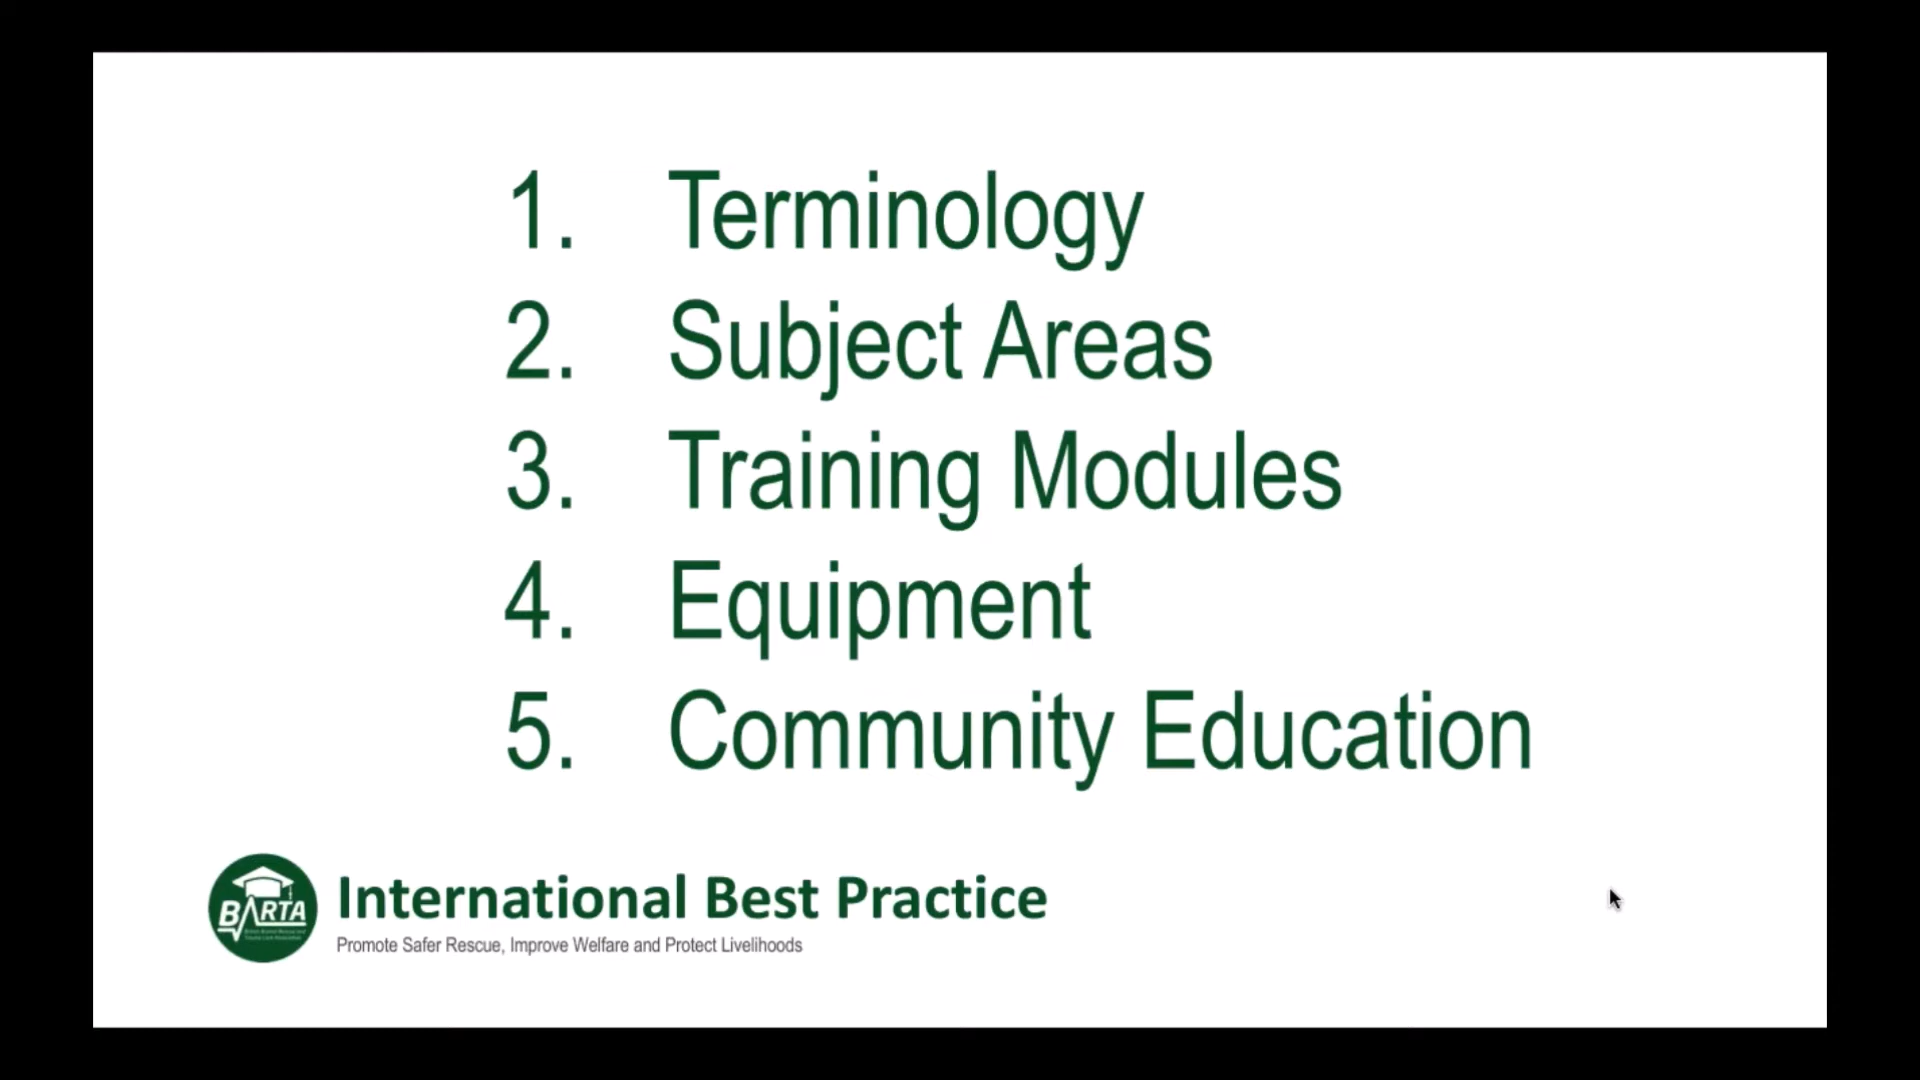 1. Terminology
2. Subject Areas
3. Training Modules
4. Equipment
5. Community Education
BARTA
International Best Practice
Promote Safer Rescue, Improve Welfare and Protect Livelihoods